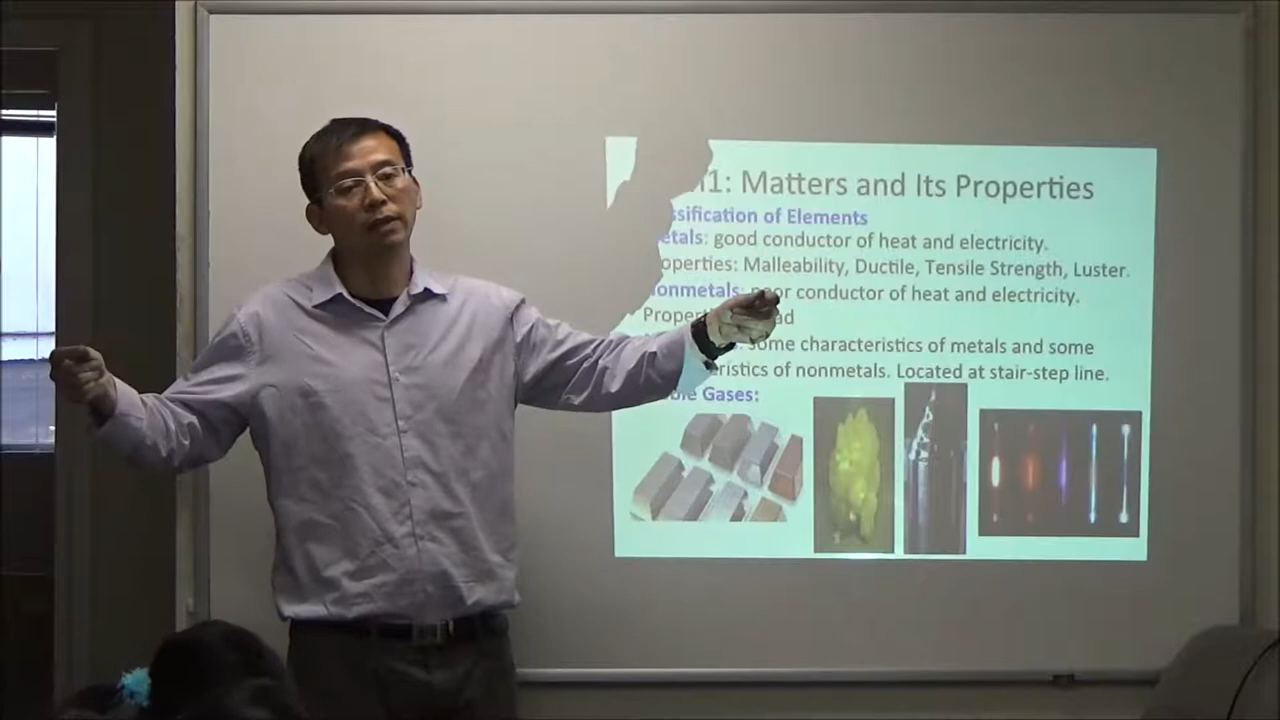 1: Matters and Its Properties
ssification of Elements
etals: good conductor of heat and electricity.
operties: Malleability, Ductile, Tensile Strength, Luster.
onmetals: poor conductor of heat and electricity.
Proper ad
some characteristics of metals and some
eristics of nonmetals. Located at stair-step line.
ble Gases: